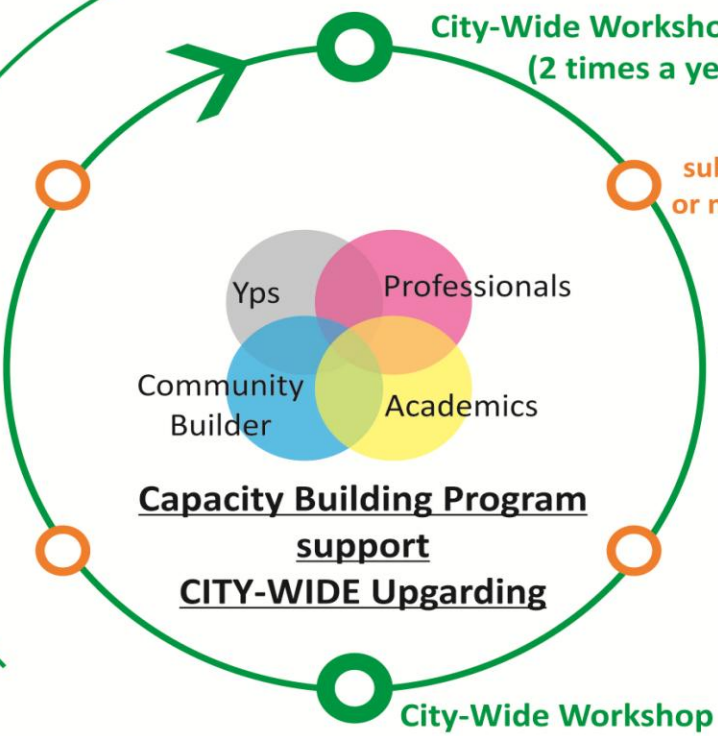 City-Wide Worksho
(2 times a ye
su
or
Yps
Professionals
Community
Builder
Academics
Capacity Building Program
support
CITY-WIDE Upgarding
City-Wide Workshop